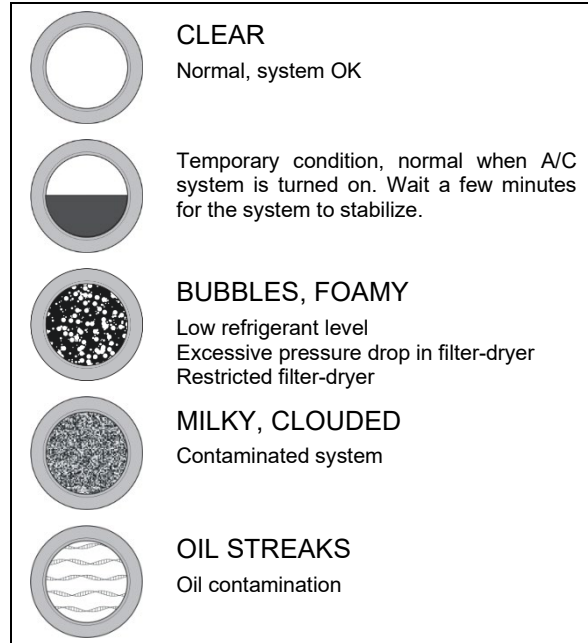 CLEAR
Normal, system OK
Temporary condition, normal when A/C
system is turned on. Wait a few minutes
for the system to stabilize.
BUBBLES, FOAMY
Low refrigerant level
Excessive pressure drop in filter-dryer
Restricted filter-dryer
MILKY, CLOUDED
Contaminated system
OIL STREAKS
Oil contamination